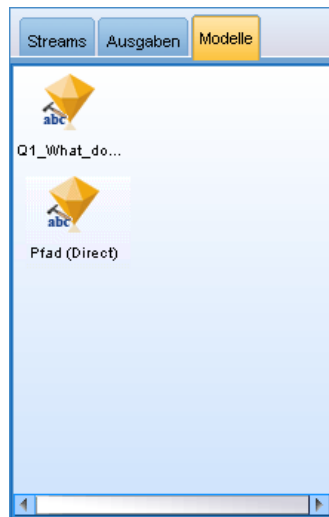 Streams Ausgaben Modelle
abc
Q1_What_do...
abc
Pfad (Direct)